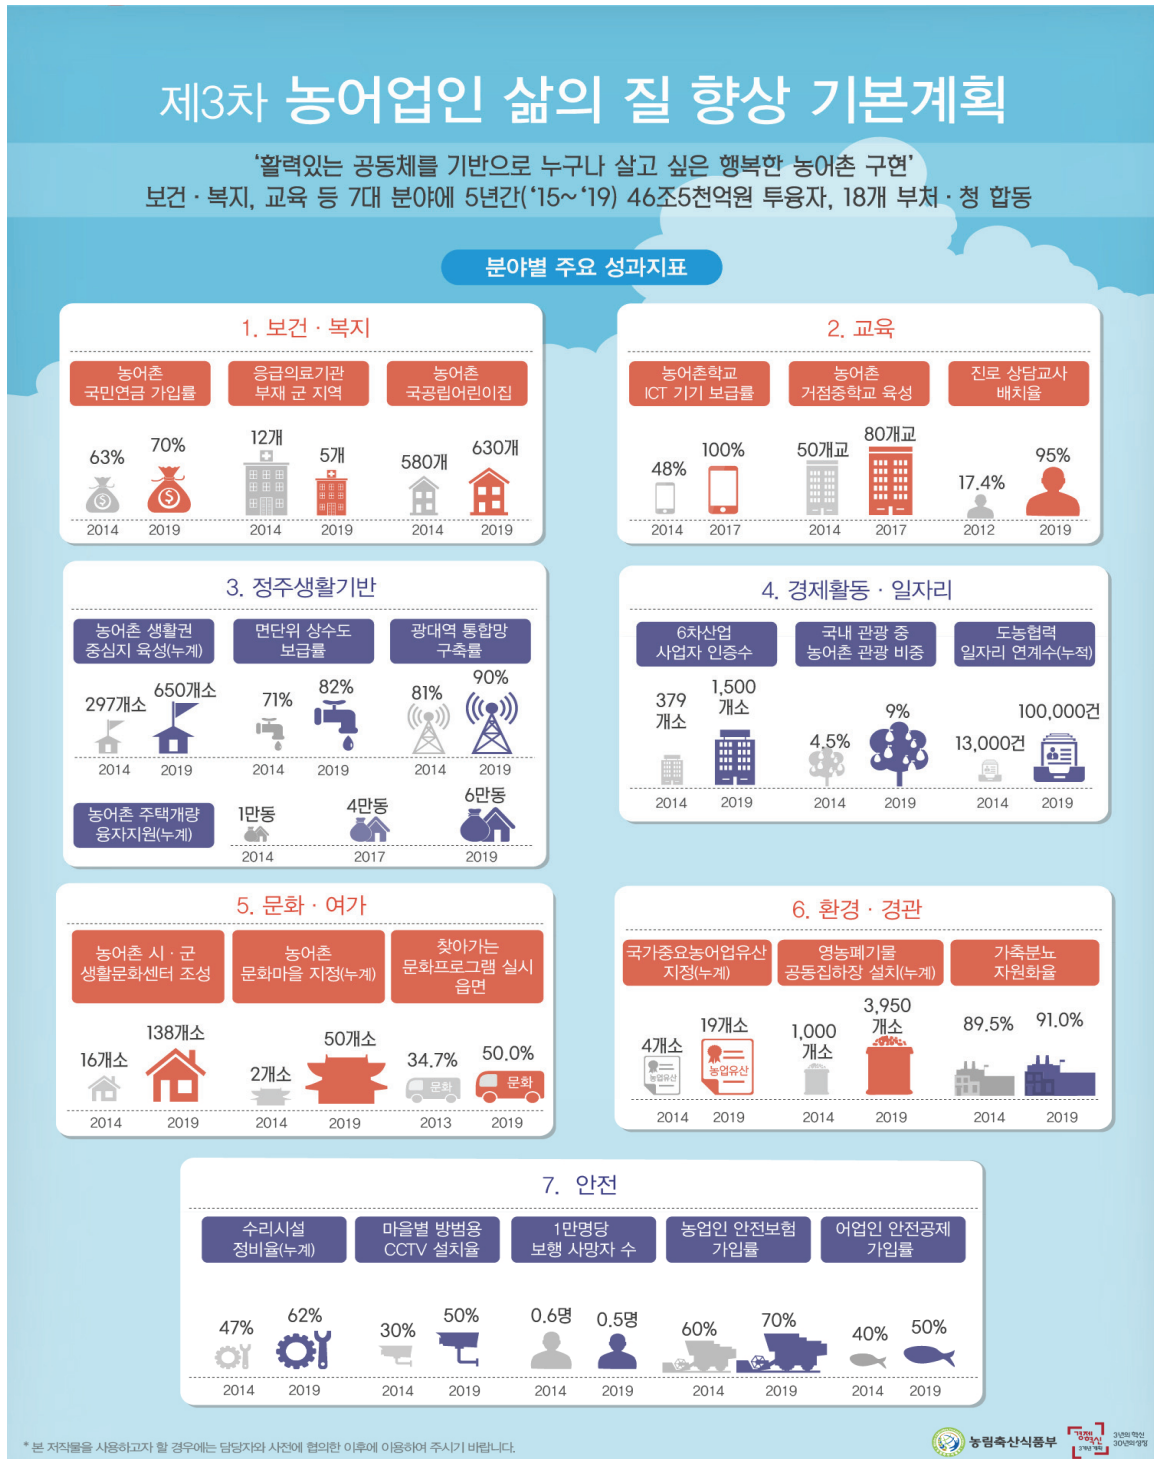 제3차 농어업인 삶의 질 향상 기본계획
‘활력있는 공동체를 기반으로 누구나 살고 싶은 행복한 농어촌 구현’
보건 · 복지, 교육 등 7대 분야에 5년간(‘15~‘19) 46조5천억원 투융자, 18개 부처 · 청 합동
분야별 주요 성과지표
1. 보건 · 복지
농어촌
국민연금 가입률
응급의료기관
부재 군 지역
농어촌
국공립어린이집
63%
70%
12개
5개
580개
630개
2014
2019
2014
2019
2014
2019
2. 교육
농어촌학교
ICT 기기 보급률
농어촌
거점중학교 육성
진로 상담교사
배치율
48%
100%
50개교
80개교
17.4%
95%
2014
2017
2014
2017
2012
2019
3. 정주생활기반
농어촌 생활권
중심지 육성(누계)
면단위 상수도
보급률
광대역 통합망
구축률
297개소
650개소
71%
82%
81%
90%
2014
2019
2014
2019
2014
2019
농어촌 주택개량
융자지원(누계)
1만동
4만동
6만동
2014
2017
2019
4. 경제활동 · 일자리
6차산업
사업자 인증수
국내 관광 중
농어촌 관광 비중
도농협력
일자리 연계수(누적)
379
개소
1,500
개소
4.5%
9%
13,000건
100,000건
2014
2019
2014
2019
2014
2019
5. 문화 · 여가
농어촌 시 · 군
생활문화센터 조성
농어촌
문화마을 지정(누계)
찾아가는
문화프로그램 실시
읍면
16개소
138개소
2개소
50개소
34.7%
50.0%
문화
문화
2014
2019
2014
2019
2013
2019
6. 환경 · 경관
국가중요농어업유산
지정(누계)
영농폐기물
공동집하장 설치(누계)
가축분뇨
자원화율
4개소
19개소
1,000
개소
3,950
개소
89.5%
91.0%
농업유산
농업유산
2014
2019
2014
2019
2014
2019
7. 안전
수리시설
정비율(누계)
마을별 방범용
CCTV 설치율
1만명당
보행 사망자 수
농업인 안전보험
가입률
어업인 안전공제
가입률
47%
62%
30%
50%
0.6명
0.5명
60%
70%
40%
50%
2014
2019
2014
2019
2014
2019
2014
2019
2014
2019
* 본 저작물을 사용하고자 할 경우에는 담당자와 사전에 협의한 이후에 이용하여 주시기 바랍니다.
농림축산식품부
경제혁신
3개년 계획
3년의 혁신
30년의 성장